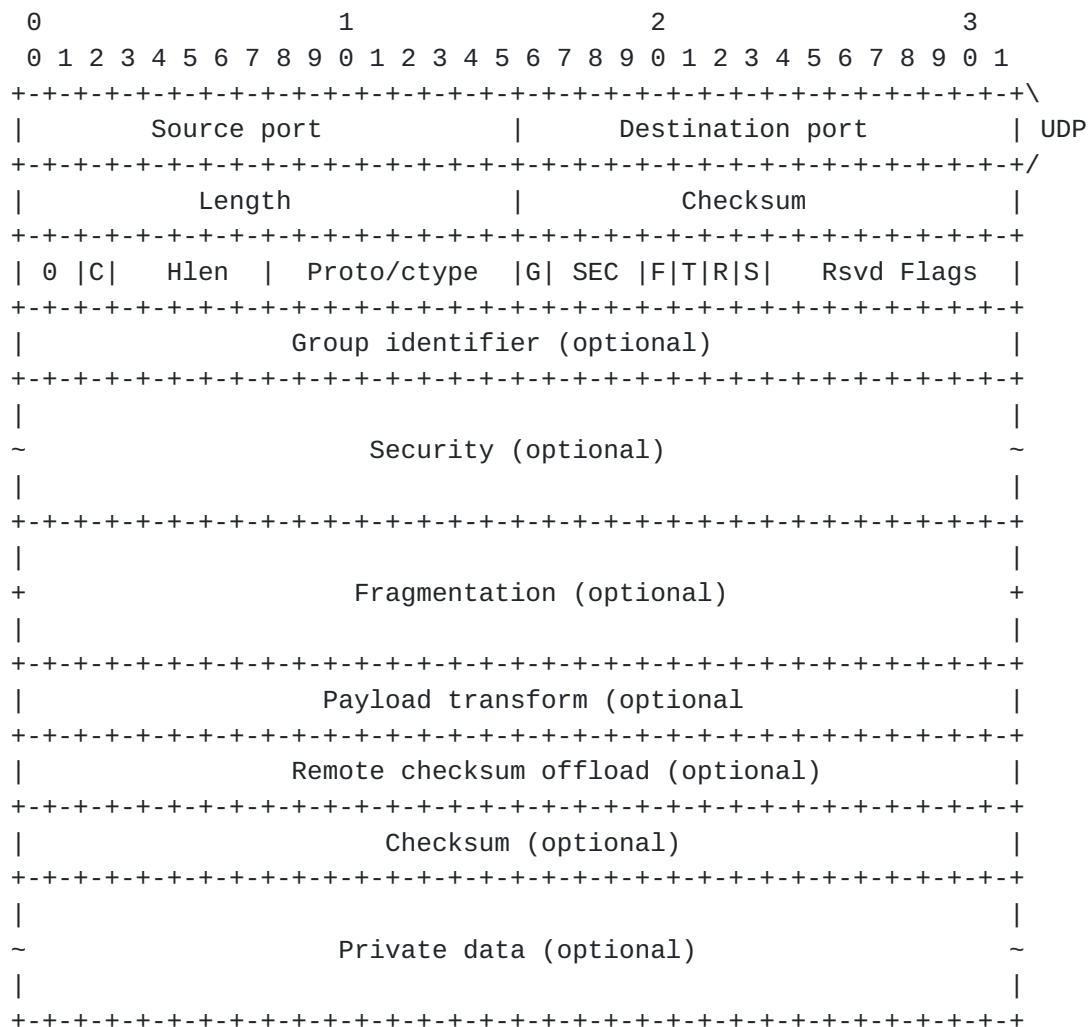 0                   1                   2                   3
 0 1 2 3 4 5 6 7 8 9 0 1 2 3 4 5 6 7 8 9 0 1 2 3 4 5 6 7 8 9 0 1
+-+-+-+-+-+-+-+-+-+-+-+-+-+-+-+-+-+-+-+-+-+-+-+-+-+-+-+-+-+-+-+-+\
|        Source port            |      Destination port         | UDP
+-+-+-+-+-+-+-+-+-+-+-+-+-+-+-+-+-+-+-+-+-+-+-+-+-+-+-+-+-+-+-+-+/
|           Length              |          Checksum             |
+-+-+-+-+-+-+-+-+-+-+-+-+-+-+-+-+-+-+-+-+-+-+-+-+-+-+-+-+-+-+-+-+
| 0 |C|   Hlen  |  Proto/ctype  |G| SEC |F|T|R|S|   Rsvd Flags  |
+-+-+-+-+-+-+-+-+-+-+-+-+-+-+-+-+-+-+-+-+-+-+-+-+-+-+-+-+-+-+-+-+
|                 Group identifier (optional)                   |
+-+-+-+-+-+-+-+-+-+-+-+-+-+-+-+-+-+-+-+-+-+-+-+-+-+-+-+-+-+-+-+-+
|                                                               |
~                      Security (optional)                      ~
|                                                               |
+-+-+-+-+-+-+-+-+-+-+-+-+-+-+-+-+-+-+-+-+-+-+-+-+-+-+-+-+-+-+-+-+
|                                                               |
+                     Fragmentation (optional)                  +
|                                                               |
+-+-+-+-+-+-+-+-+-+-+-+-+-+-+-+-+-+-+-+-+-+-+-+-+-+-+-+-+-+-+-+-+
|                   Payload transform (optional                 |
+-+-+-+-+-+-+-+-+-+-+-+-+-+-+-+-+-+-+-+-+-+-+-+-+-+-+-+-+-+-+-+-+
|                 Remote checksum offload (optional)            |
+-+-+-+-+-+-+-+-+-+-+-+-+-+-+-+-+-+-+-+-+-+-+-+-+-+-+-+-+-+-+-+-+
|                       Checksum (optional)                     |
+-+-+-+-+-+-+-+-+-+-+-+-+-+-+-+-+-+-+-+-+-+-+-+-+-+-+-+-+-+-+-+-+
|                                                               |
~                    Private data (optional)                    ~
|                                                               |
+-+-+-+-+-+-+-+-+-+-+-+-+-+-+-+-+-+-+-+-+-+-+-+-+-+-+-+-+-+-+-+-+